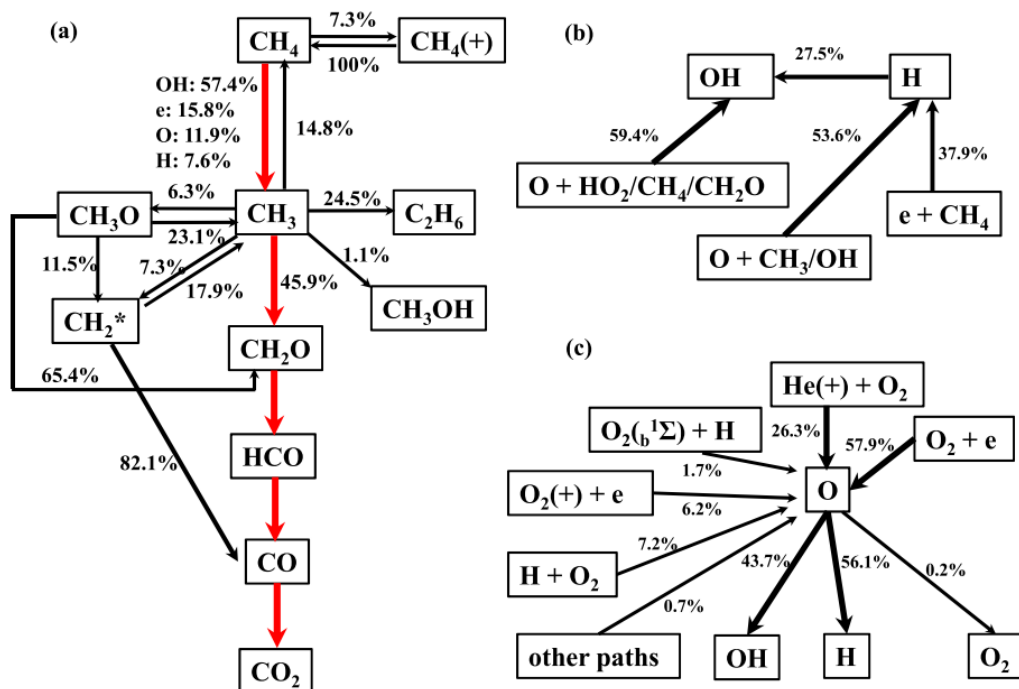 (a)
CH4
7.3%
100%
CH4(+)
OH: 57.4%
e: 15.8%
O: 11.9%
H: 7.6%
14.8%
CH3O
6.3%
23.1%
CH3
24.5%
C2H6
11.5%
7.3%
17.9%
45.9%
1.1%
CH3OH
CH2*
CH2O
65.4%
82.1%
HCO
CO
CO2
(b)
OH
27.5%
H
59.4%
53.6%
37.9%
O + HO2/CH4/CH2O
e + CH4
O + CH3/OH
(c)
He(+) + O2
O2(b1Σ) + H
26.3%
57.9%
O2 + e
1.7%
O
O2(+) + e
6.2%
H + O2
7.2%
43.7%
56.1%
0.2%
0.7%
other paths
OH
H
O2